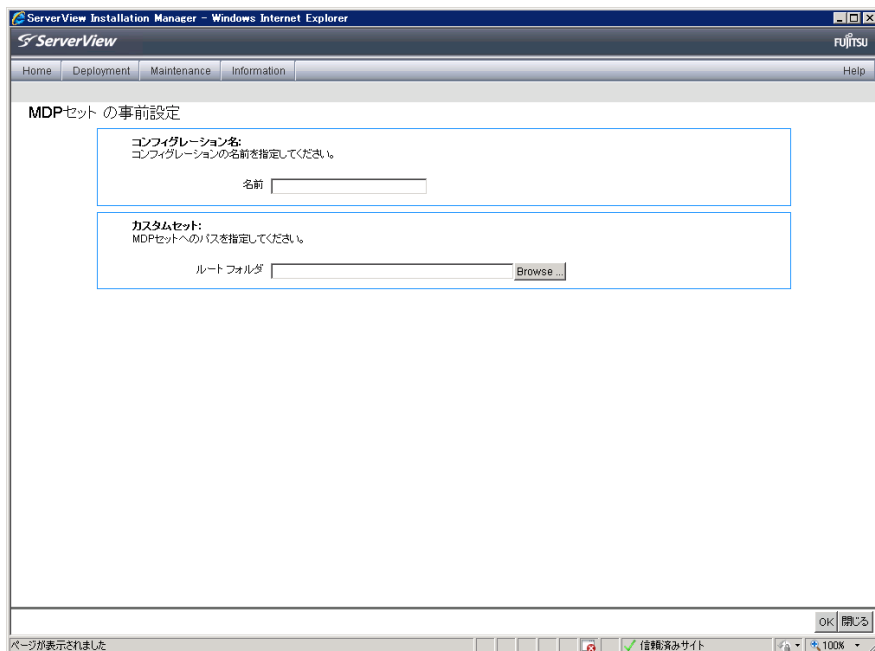 ServerView Installation Manager - Windows Internet Explorer
ServerView
FUJITSU
Home Deployment Maintenance Information Help
MDPセット の事前設定
コンフィグレーション名:
コンフィグレーションの名前を指定してください。
名前
カスタムセット:
MDPセットへのパスを指定してください。
ルート フォルダ Browse ...
OK 閉じる
ページが表示されました 信頼済みサイト 100%